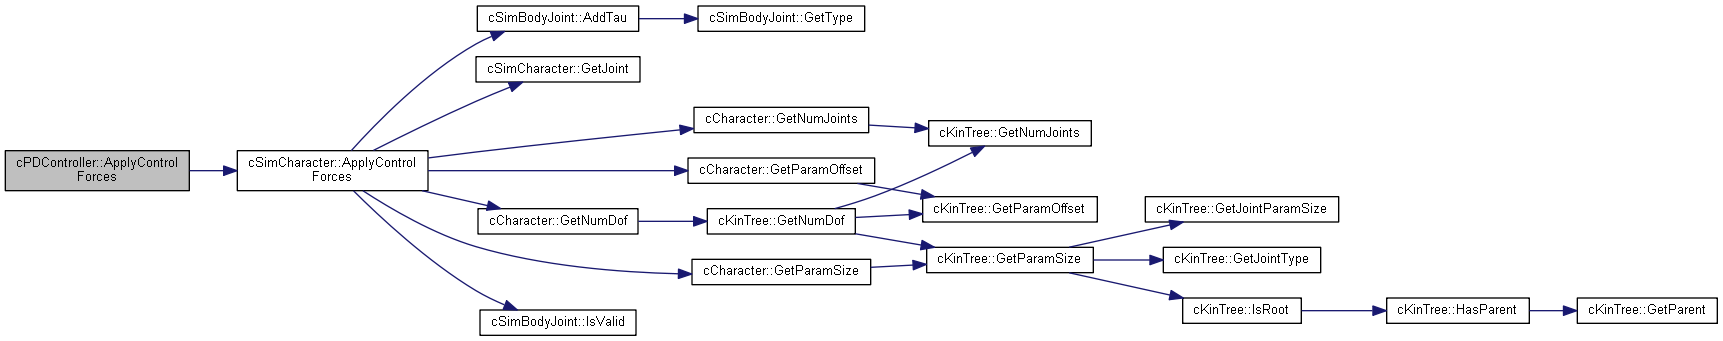 cPDController::ApplyControl
Forces
cSimCharacter::ApplyControl
Forces
cSimBodyJoint::AddTau
cSimBodyJoint::GetType
cSimCharacter::GetJoint
cCharacter::GetNumJoints
cKinTree::GetNumJoints
cCharacter::GetParamOffset
cKinTree::GetParamOffset
cCharacter::GetNumDof
cKinTree::GetNumDof
cKinTree::GetParamSize
cKinTree::GetJointParamSize
cKinTree::GetJointType
cCharacter::GetParamSize
cKinTree::IsRoot
cKinTree::HasParent
cKinTree::GetParent
cSimBodyJoint::IsValid